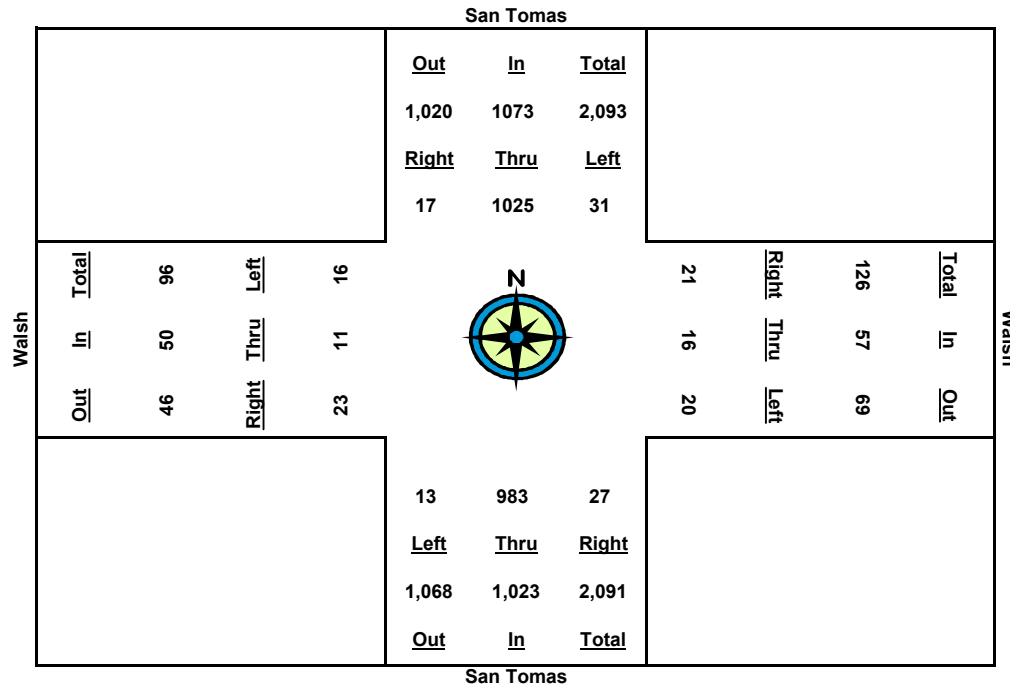 San Tomas
Out In Total
1,020 1073 2,093
Right Thru Left
17 1025 31
Walsh
Total 96 Left 16
In 50 Thru 11
Out 46 Right 23
N
21 Right 126 Total
16 Thru 57 In
20 Left 69 Out
Walsh
13 983 27
Left Thru Right
1,068 1,023 2,091
Out In Total
San Tomas